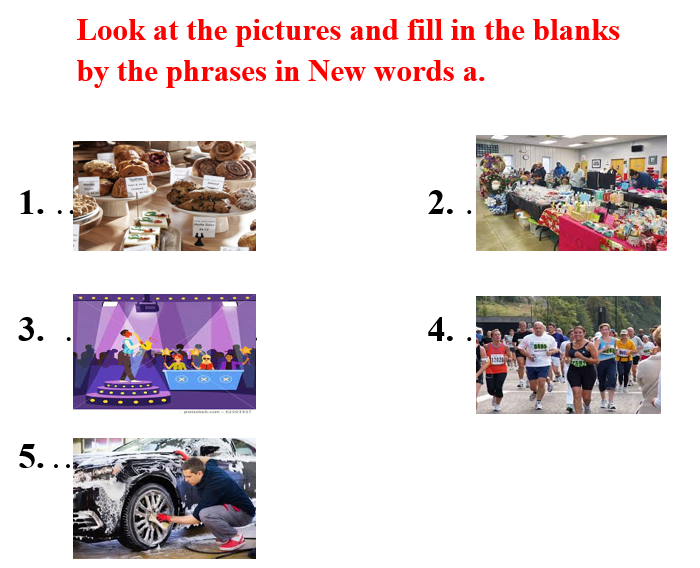 Look at the pictures and fill in the blanks
by the phrases in New words a.
1. ..
2. .
3. .
4. .
5. ...